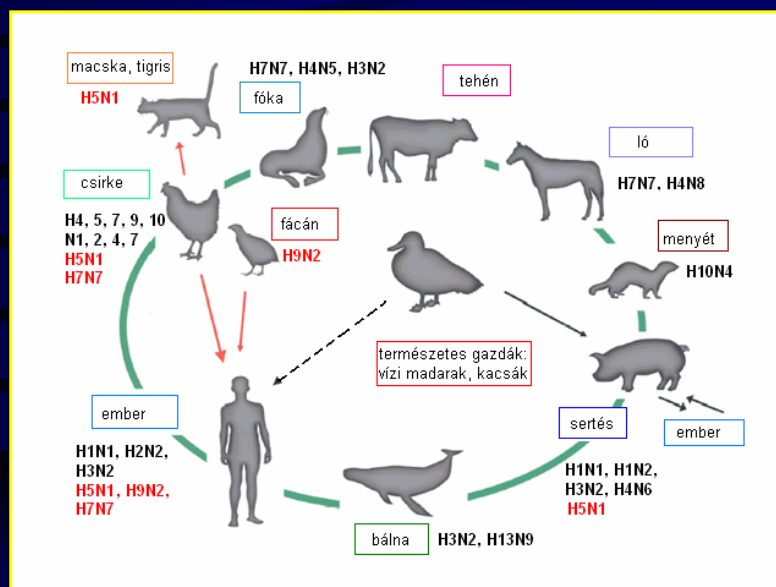 macska, tigris
H5N1
H7N7, H4N5, H3N2
fóka
tehén
ló
H7N7, H4N8
csirke
H4, 5, 7, 9, 10
N1, 2, 4, 7
H5N1
H7N7
fácán
H9N2
menyét
H10N4
természetes gazdák:
vízi madarak, kacsák
ember
H1N1, H2N2,
H3N2
H5N1, H9N2,
H7N7
sertés
H1N1, H1N2,
H3N2, H4N6
H5N1
ember
bálna
H3N2, H13N9